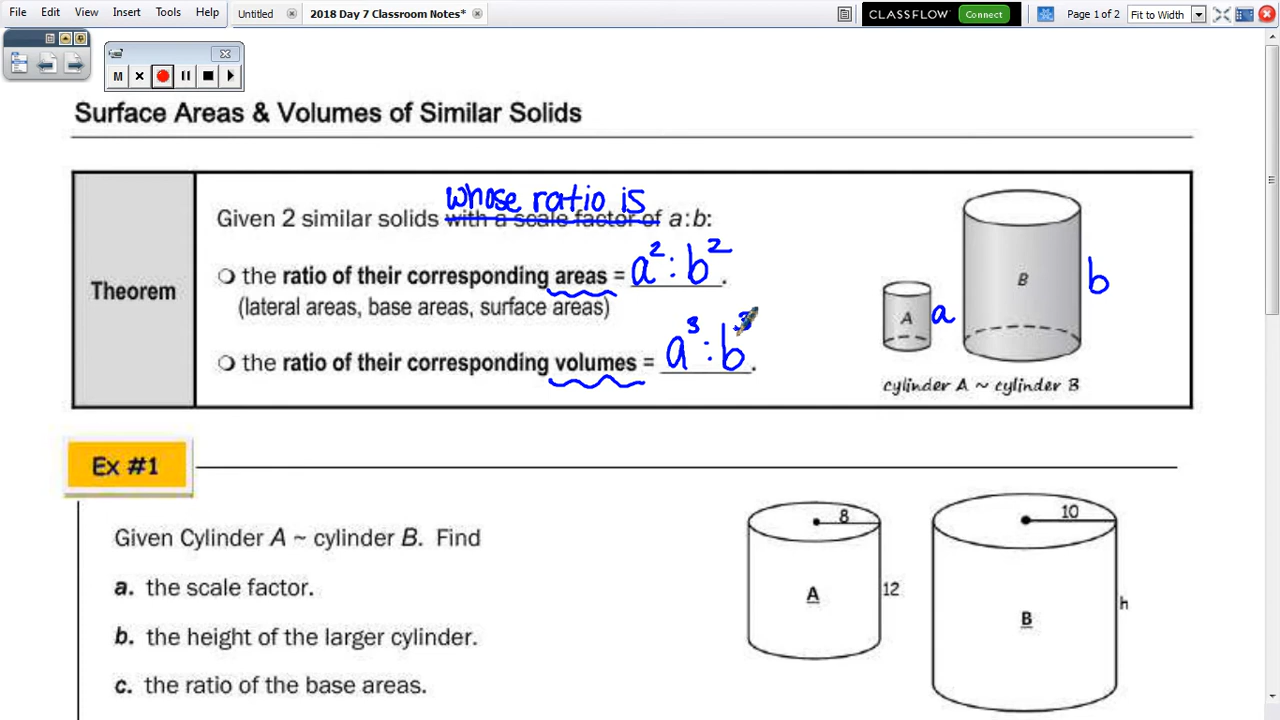 File Edit View Insert Tools Help Untitled 2018 Day 7 Classroom Notes* CLASSFLOW Connect Page 1 of 2 Fit to Width
M
Surface Areas & Volumes of Similar Solids
Theorem
whose ratio is
Given 2 similar solids with a scale factor of a:b:
the ratio of their corresponding areas = a²:b².
(lateral areas, base areas, surface areas)
the ratio of their corresponding volumes = a³:b³.
A a B b
cylinder A ~ cylinder B
Ex #1
Given Cylinder A ~ cylinder B. Find
a. the scale factor.
b. the height of the larger cylinder.
c. the ratio of the base areas.
8
12
A
10
h
B